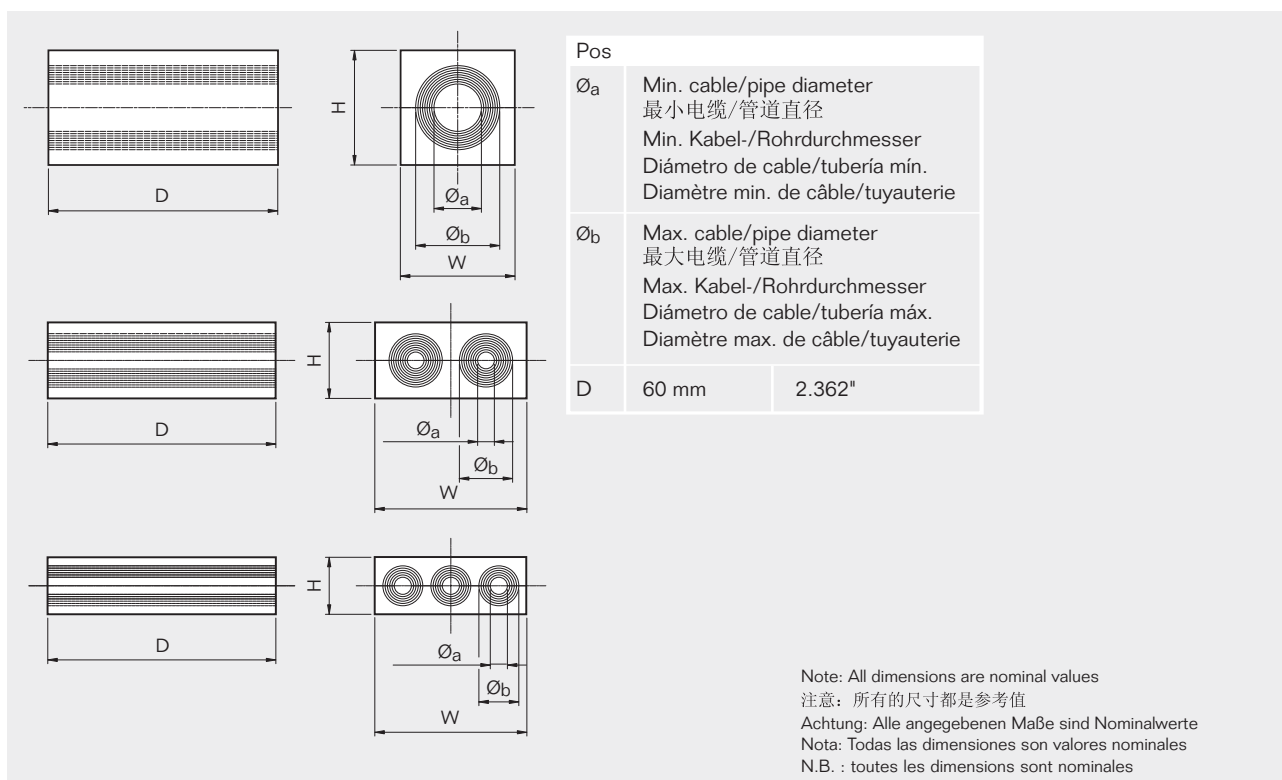 H
D
Øa
Øb
W
H
D
Øa
Øb
W
H
D
Øa
Øb
W
Pos
Øa
Min. cable/pipe diameter
最小电缆/管道直径
Min. Kabel-/Rohrdurchmesser
Diámetro de cable/tubería mín.
Diamètre min. de câble/tuyauterie
Øb
Max. cable/pipe diameter
最大电缆/管道直径
Max. Kabel-/Rohrdurchmesser
Diámetro de cable/tubería máx.
Diamètre max. de câble/tuyauterie
D 60 mm 2.362"
Note: All dimensions are nominal values
注意：所有的尺寸都是参考值
Achtung: Alle angegebenen Maße sind Nominalwerte
Nota: Todas las dimensiones son valores nominales
N.B. : toutes les dimensions sont nominales